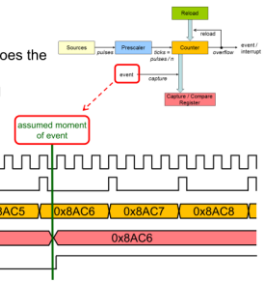 Reload
reload
oes the
Sources
pulses
Prescaler
ticks =
pulses / n
Counter
overflow
event /
interrupt
event
capture
Capture / Compare
Register
assumed moment
of event
8AC5
0x8AC6
0x8AC7
0x8AC8
0x8AC6